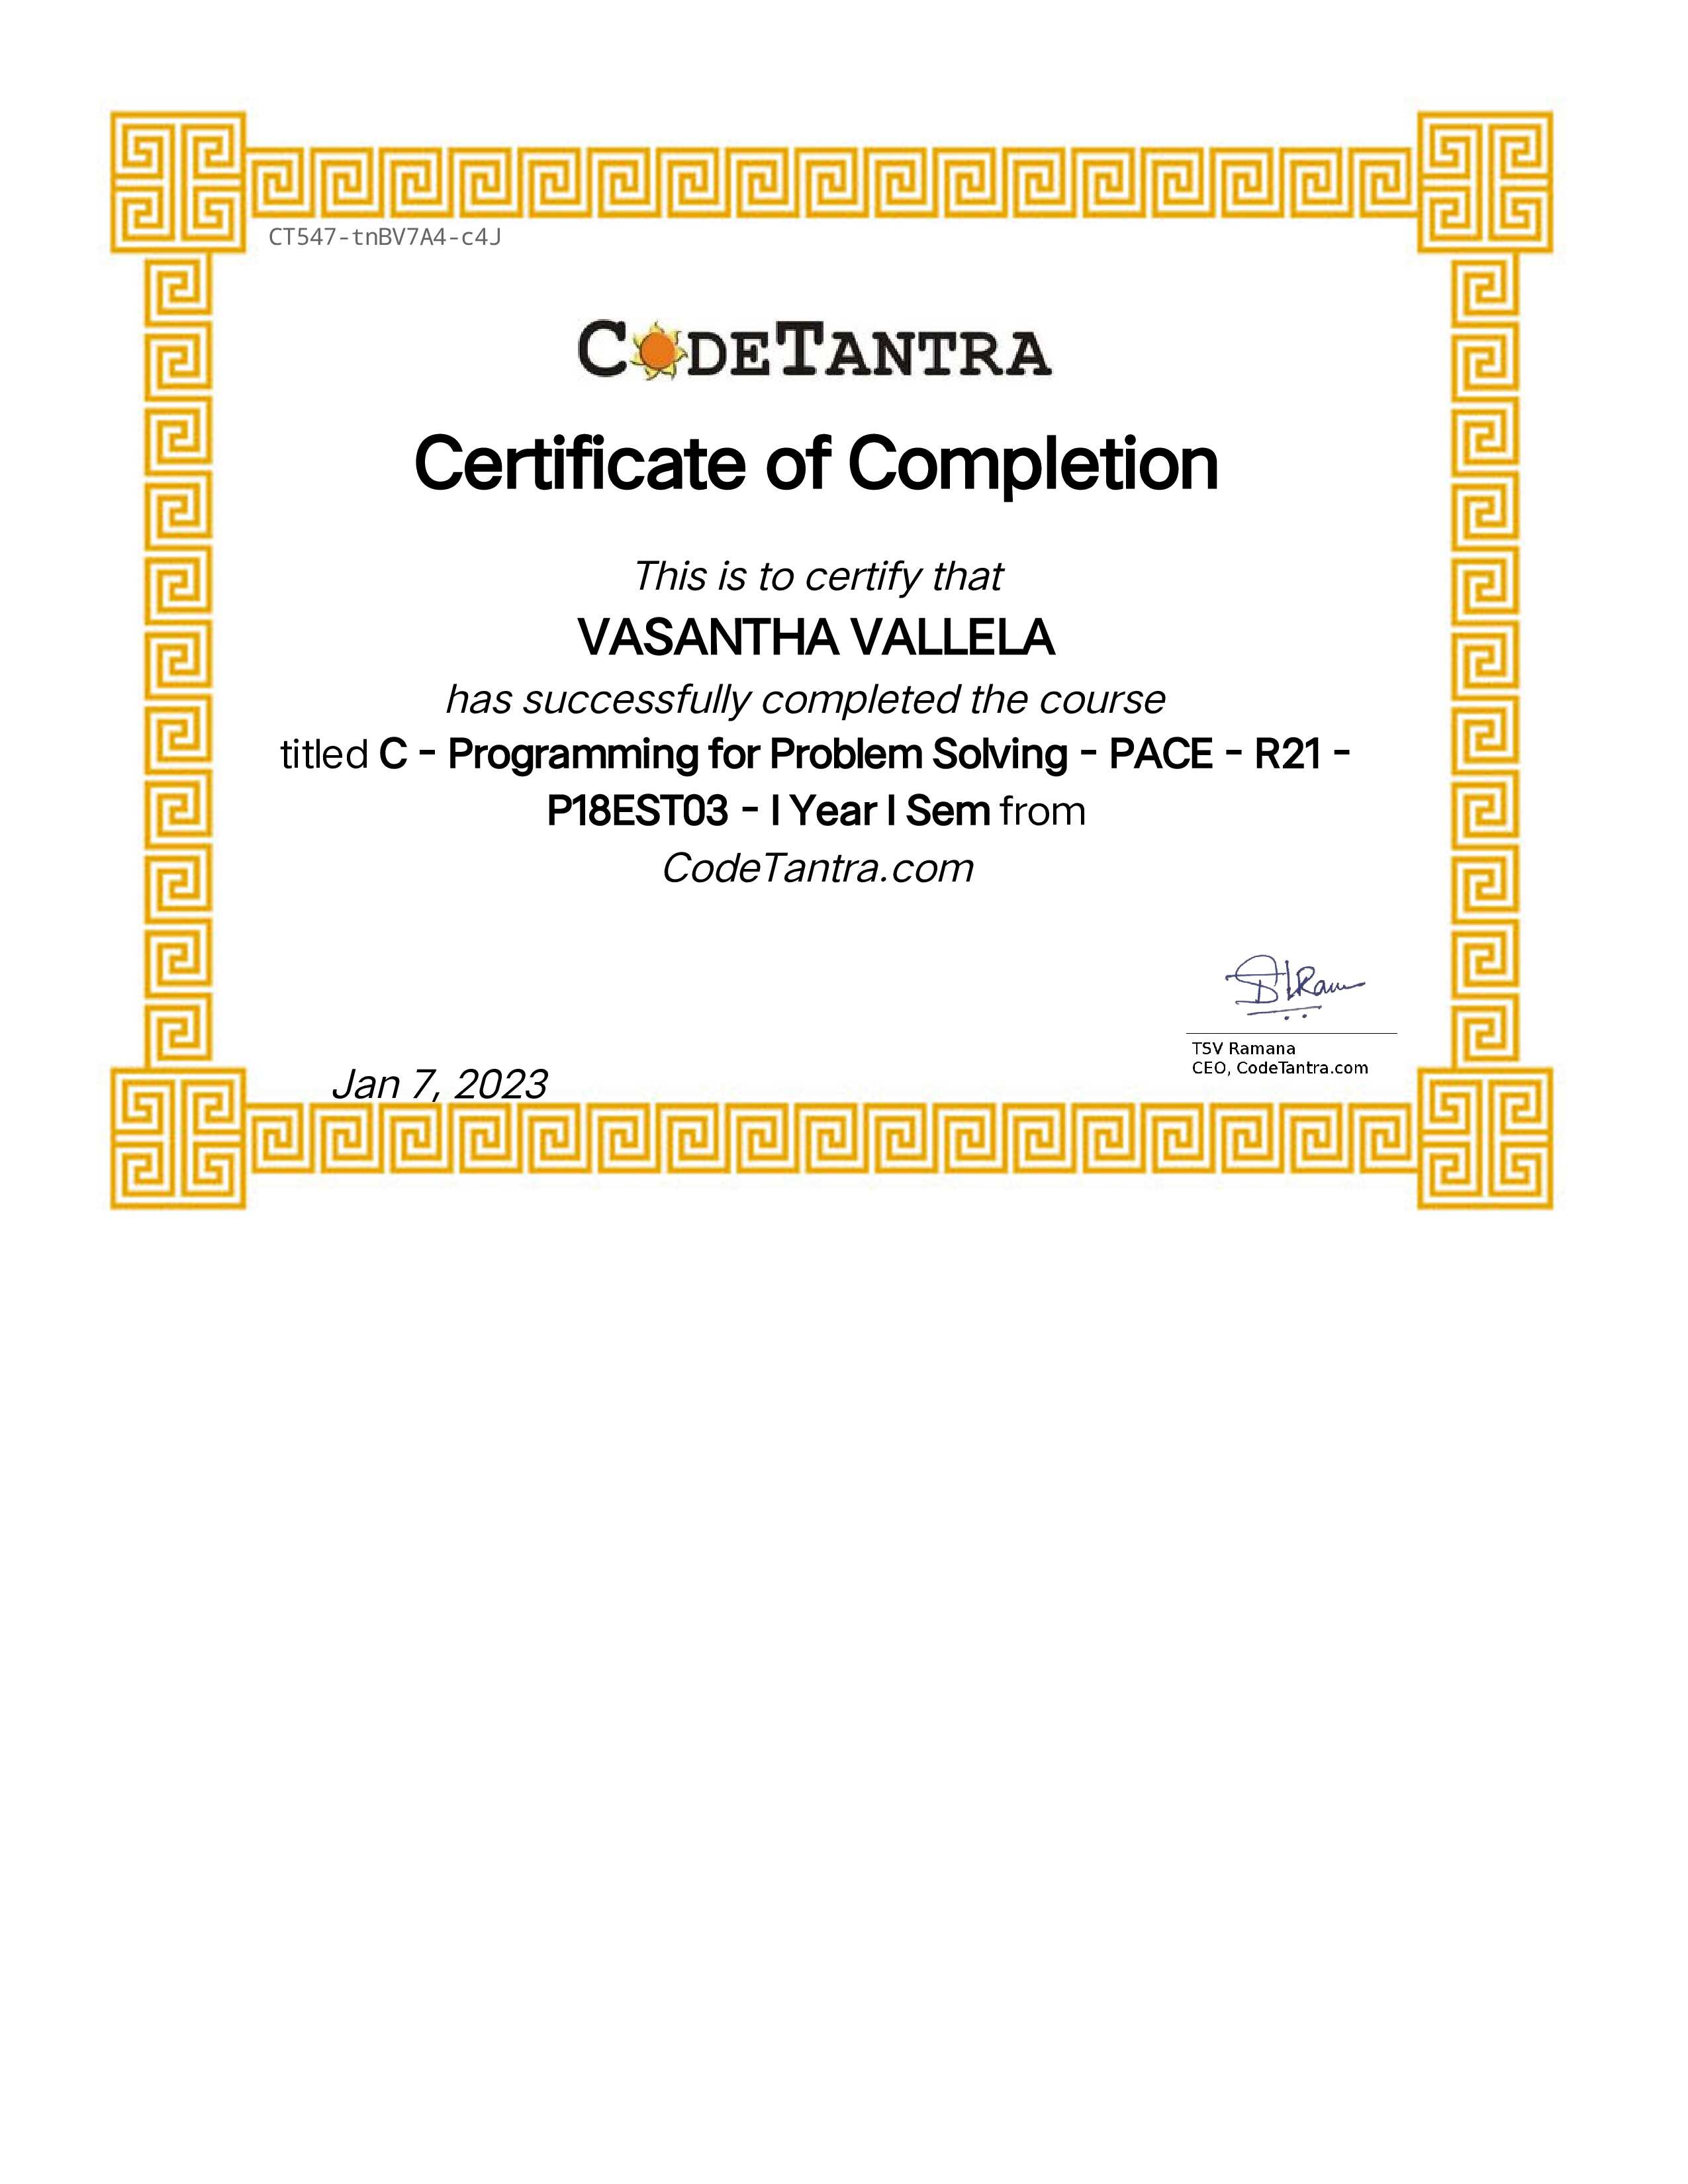 CT547-tnBV7A4-c4J
CODETANTRA
Certificate of Completion
This is to certify that
VASANTHA VALLELA
has successfully completed the course
titled C - Programming for Problem Solving - PACE - R21 -
P18EST03 - I Year I Sem from
CodeTantra.com
TSV Ramana
CEO, CodeTantra.com
Jan 7, 2023